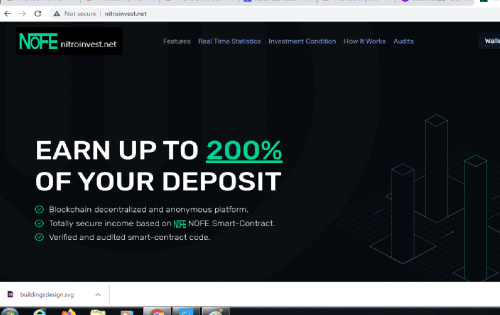 Not secure | nitroinvest.net
NOFE nitroinvest.net
Features Real Time Statistics Investment Condition How It Works Audits Walle
EARN UP TO 200%
OF YOUR DEPOSIT
Blockchain decentralized and anonymous platform.
Totally secure income based on NOFE NOFE Smart-Contract.
Verified and audited smart-contract code.
buildingsdesign.svg